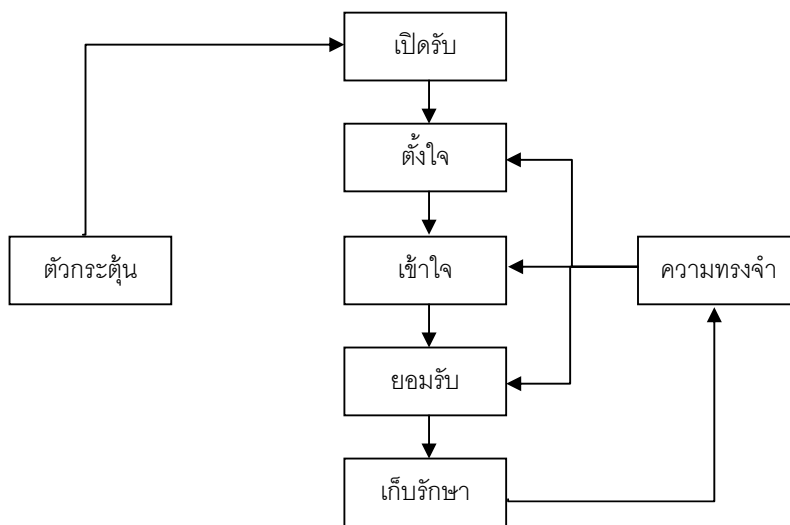 เปิดรับ
ตั้งใจ
ตัวกระตุ้น
เข้าใจ
ความทรงจำ
ยอมรับ
เก็บรักษา